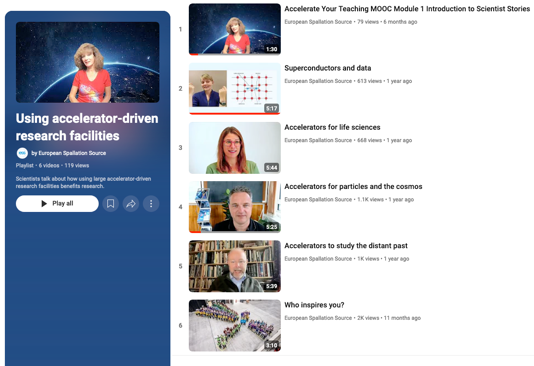 Using accelerator-driven
research facilities
by European Spallation Source
Playlist • 6 videos • 119 views
Scientists talk about how using large accelerator-driven
research facilities benefits research.
Play all
1
1:30
Accelerate Your Teaching MOOC Module 1 Introduction to Scientist Stories
European Spallation Source • 79 views • 6 months ago
2
5:17
Superconductors and data
European Spallation Source • 613 views • 1 year ago
3
5:44
Accelerators for life sciences
European Spallation Source • 668 views • 1 year ago
4
5:25
Accelerators for particles and the cosmos
European Spallation Source • 1.1K views • 1 year ago
5
5:39
Accelerators to study the distant past
European Spallation Source • 1K views • 1 year ago
6
3:10
Who inspires you?
European Spallation Source • 2K views • 11 months ago